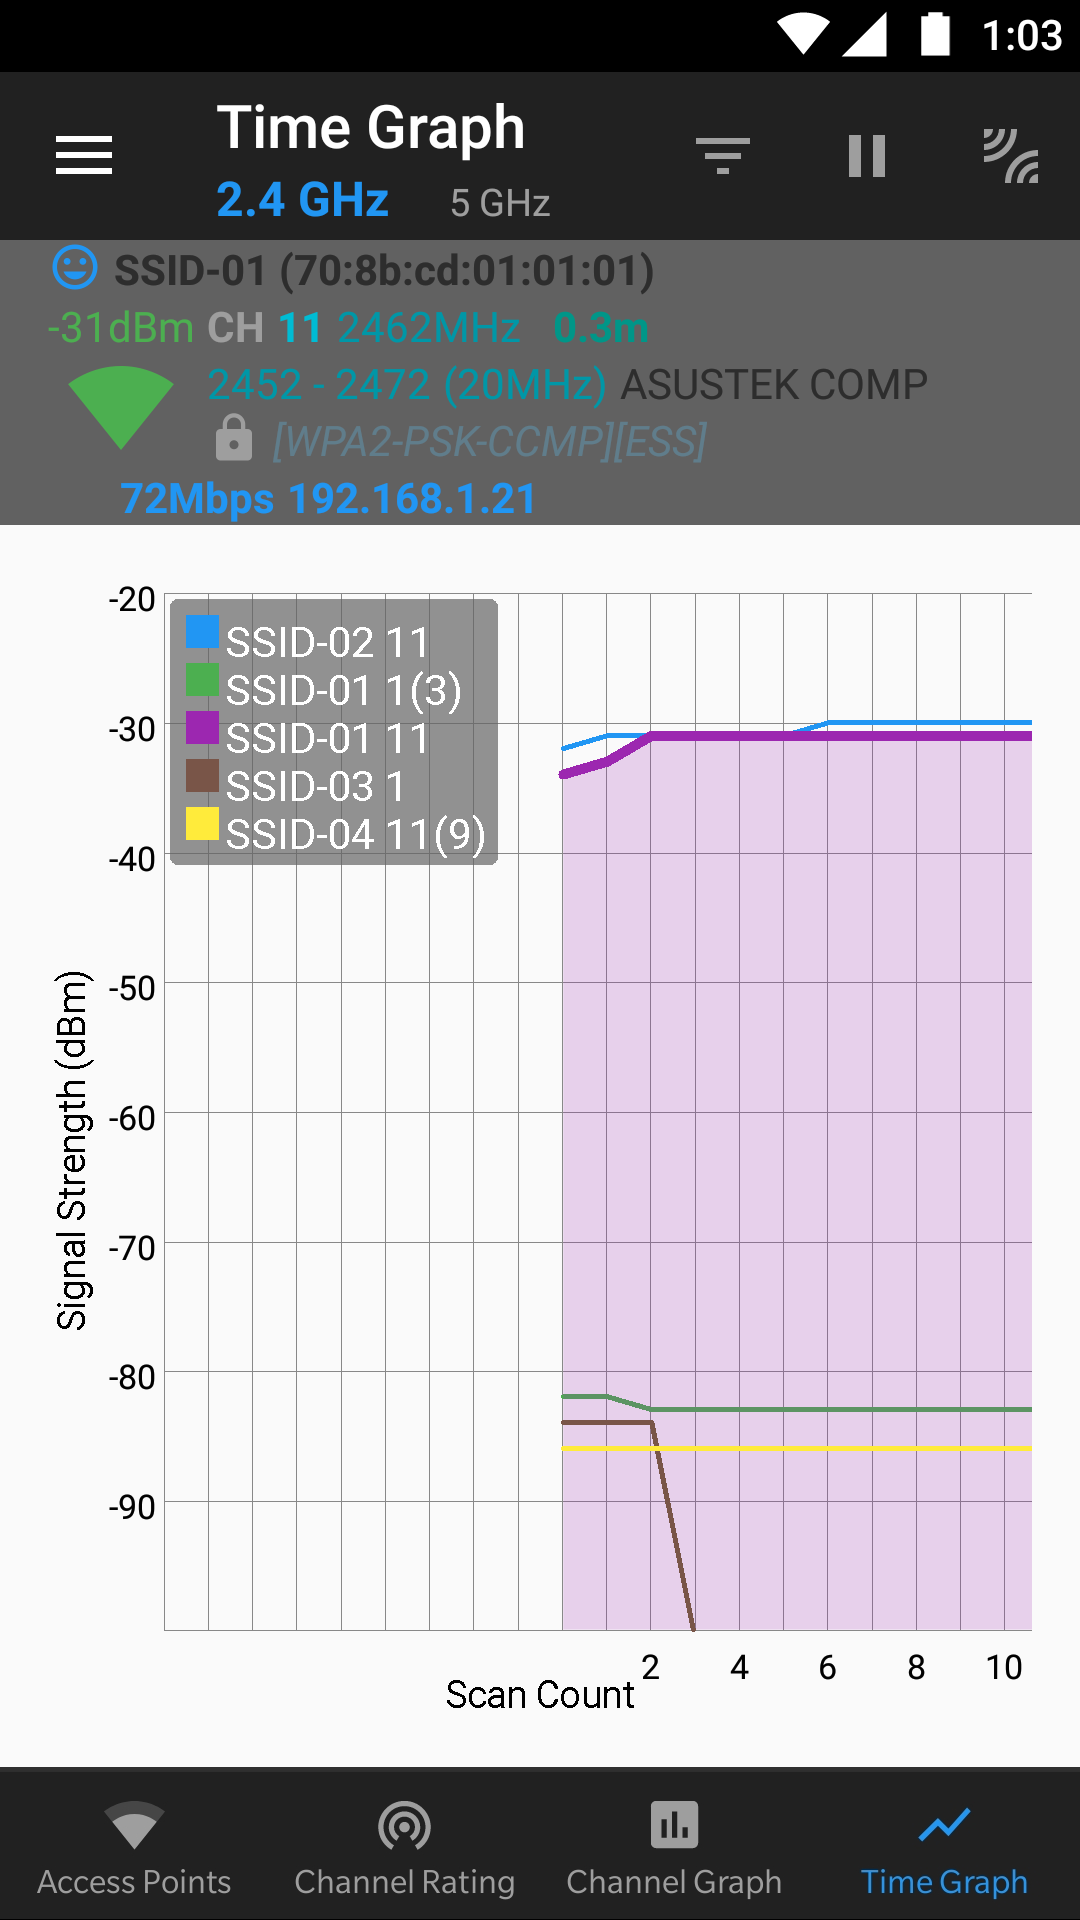 1:03
Time Graph
2.4 GHz 5 GHz
SSID-01 (70:8b:cd:01:01:01)
-31dBm CH 11 2462MHz 0.3m
2452 - 2472 (20MHz) ASUSTEK COMP
[WPA2-PSK-CCMP][ESS]
72Mbps 192.168.1.21
-20
SSID-02 11
SSID-01 1(3)
-30
SSID-01 11
SSID-03 1
SSID-04 11(9)
-40
-50
Signal Strength (dBm)
-60
-70
-80
-90
2 4 6 8 10
Scan Count
Access Points Channel Rating Channel Graph Time Graph